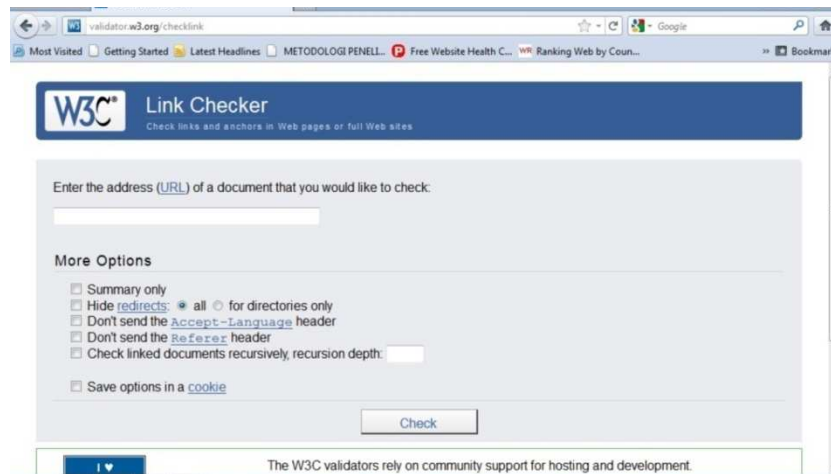 validator.w3.org/checklink
Google
Most Visited Getting Started Latest Headlines METODOLOGI PENELI... Free Website Health C... WR Ranking Web by Coun... » Bookmar
W3C® Link Checker
Check links and anchors in Web pages or full Web sites
Enter the address (URL) of a document that you would like to check:
More Options
Summary only
Hide redirects: all for directories only
Don't send the Accept-Language header
Don't send the Referer header
Check linked documents recursively, recursion depth:
Save options in a cookie
Check
I ♥
The W3C validators rely on community support for hosting and development.